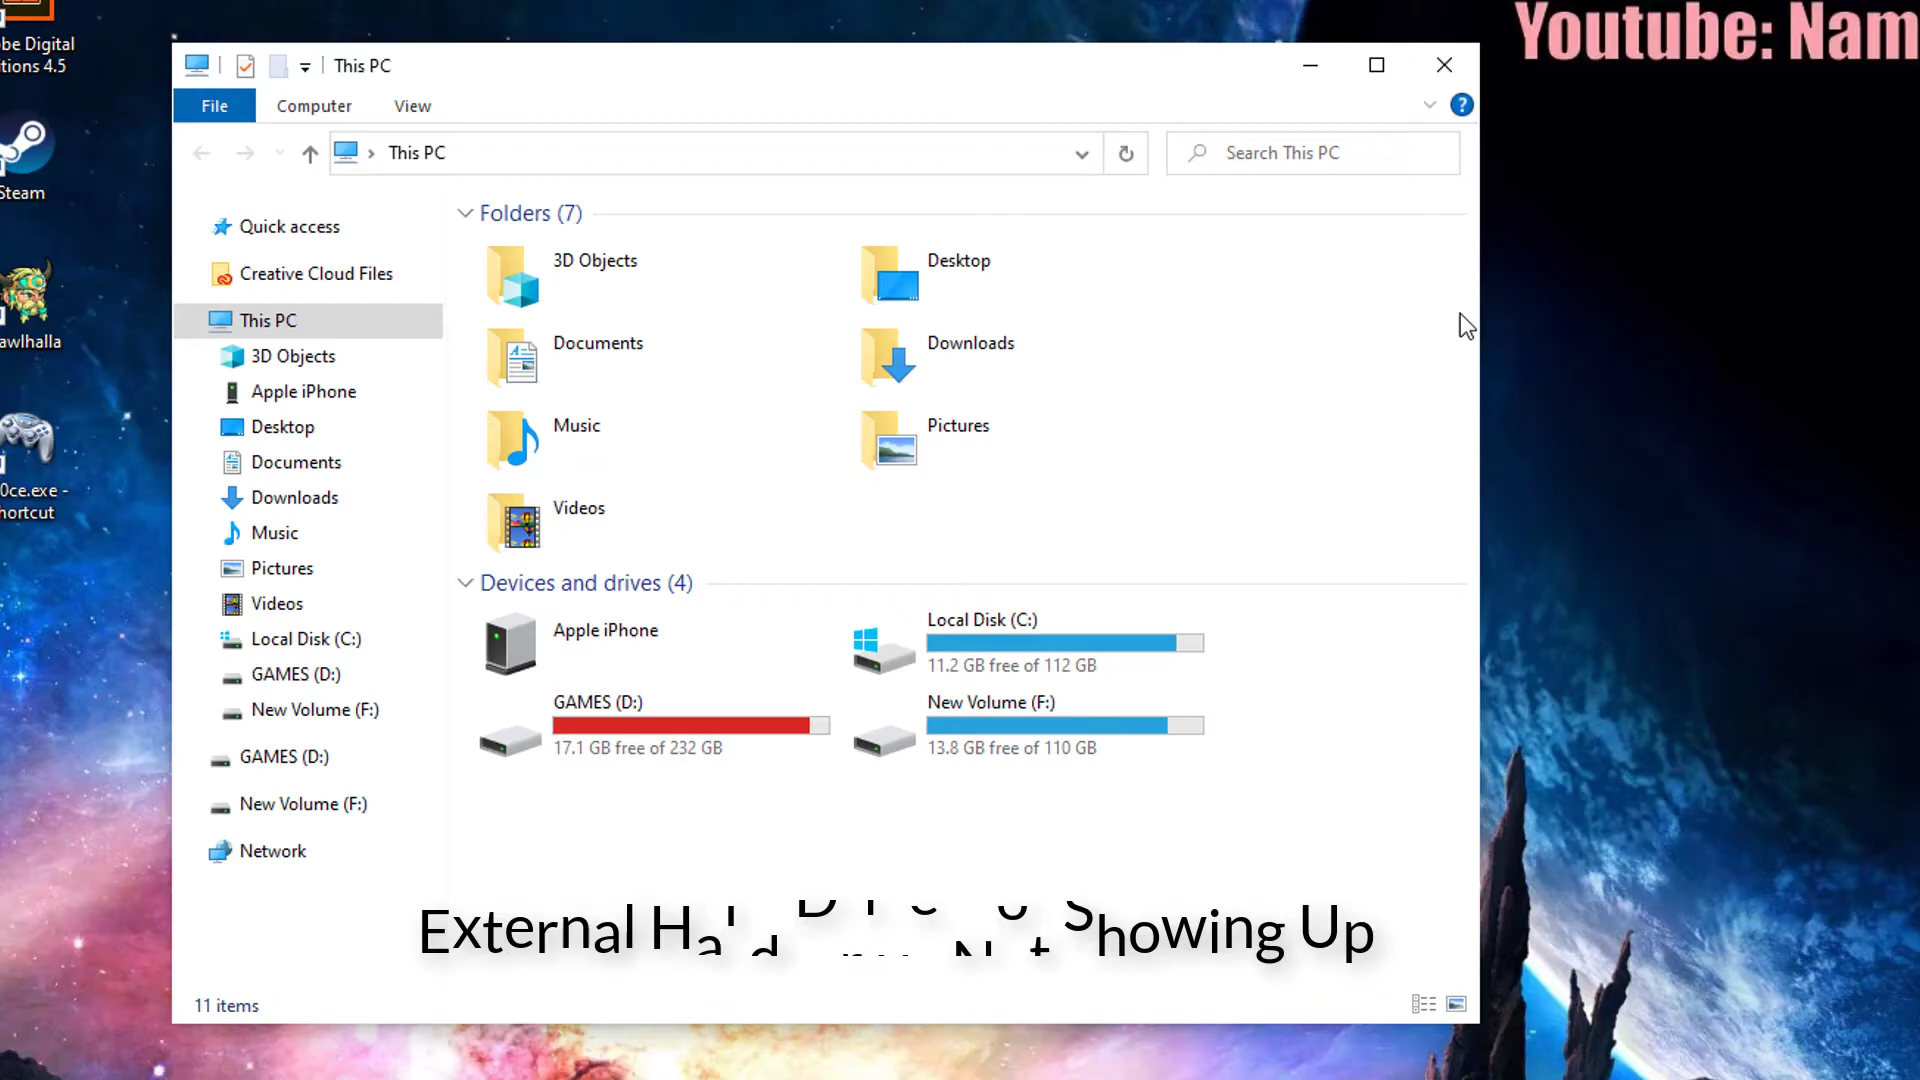 Youtube: Nam
be Digital
itions 4.5
Steam
awlhalla
0ce.exe -
hortcut
This PC
File
Computer
View
This PC
Search This PC
Quick access
Creative Cloud Files
This PC
3D Objects
Apple iPhone
Desktop
Documents
Downloads
Music
Pictures
Videos
Local Disk (C:)
GAMES (D:)
New Volume (F:)
GAMES (D:)
New Volume (F:)
Network
Folders (7)
3D Objects
Desktop
Documents
Downloads
Music
Pictures
Videos
Devices and drives (4)
Apple iPhone
Local Disk (C:)
11.2 GB free of 112 GB
GAMES (D:)
17.1 GB free of 232 GB
New Volume (F:)
13.8 GB free of 110 GB
External Hard Drive Not Showing Up
11 items